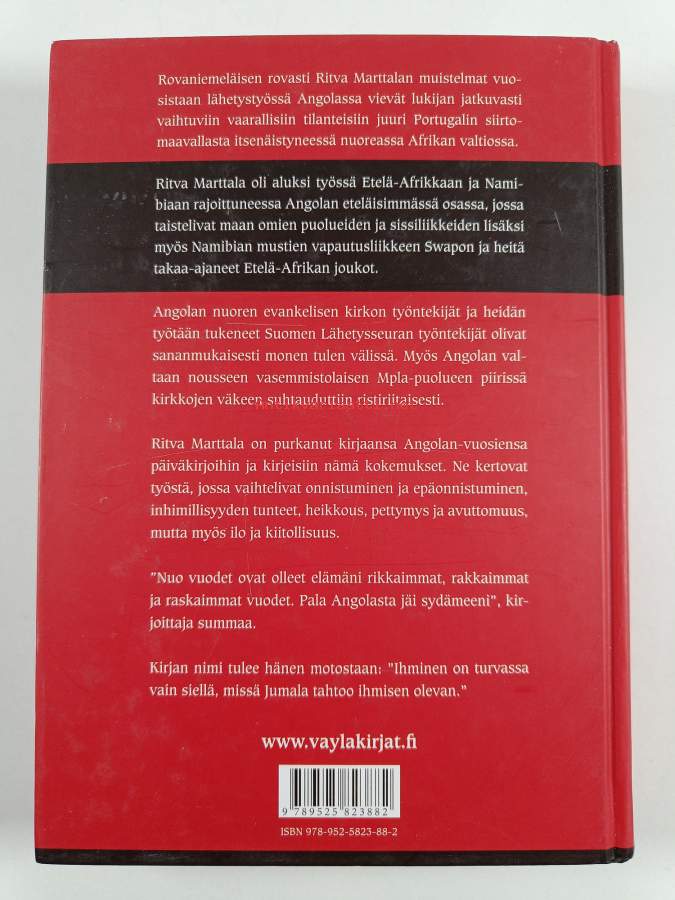 Rovaniemeläisen rovasti Ritva Marttalan muistelmat vuo-
sistaan lähetystyössä Angolassa vievät lukijan jatkuvasti
vaihtuviin vaarallisiin tilanteisiin juuri Portugalin siirto-
maavallasta itsenäistyneessä nuoreassa Afrikan valtiossa.
Ritva Marttala oli aluksi työssä Etelä-Afrikkaan ja Nami-
biaan rajoittuneessa Angolan eteläisimmässä osassa, jossa
taistelivat maan omien puolueiden ja sissiliikkeiden lisäksi
myös Namibian mustien vapautusliikkeen Swapon ja heitä
takaa-ajaneet Etelä-Afrikan joukot.
Angolan nuoren evankelisen kirkon työntekijät ja heidän
työtään tukeneet Suomen Lähetysseuran työntekijät olivat
sananmukaisesti monen tulen välissä. Myös Angolan val-
taan nousseen vasemmistolaisen Mpla-puolueen piirissä
kirkkojen väkeen suhtauduttiin ristiriitaisesti.
Ritva Marttala on purkanut kirjaansa Angolan-vuosiensa
päiväkirjoihin ja kirjeisiin nämä kokemukset. Ne kertovat
työstä, jossa vaihtelivat onnistuminen ja epäonnistuminen,
inhimillisyyden tunteet, heikkous, pettymys ja avuttomuus,
mutta myös ilo ja kiitollisuus.
"Nuo vuodet ovat olleet elämäni rikkaimmat, rakkaimmat
ja raskaimmat vuodet. Pala Angolasta jäi sydämeeni", kir-
joittaja summaa.
Kirjan nimi tulee hänen motostaan: "Ihminen on turvassa
vain siellä, missä Jumala tahtoo ihmisen olevan."
www.vaylakirjat.fi
9 789525 823882
ISBN 978-952-5823-88-2